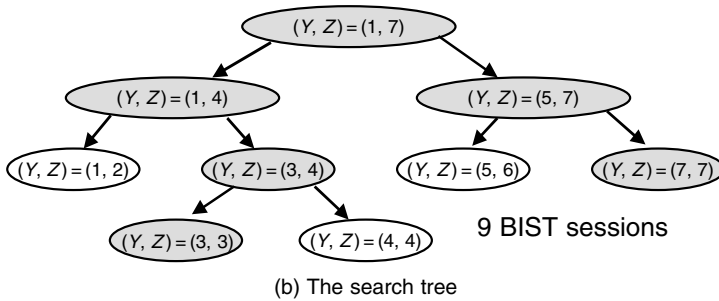 (Y, Z) = (1, 7)
(Y, Z) = (1, 4)
(Y, Z) = (5, 7)
(Y, Z) = (1, 2)
(Y, Z) = (3, 4)
(Y, Z) = (5, 6)
(Y, Z) = (7, 7)
(Y, Z) = (3, 3)
(Y, Z) = (4, 4)
9 BIST sessions
(b) The search tree